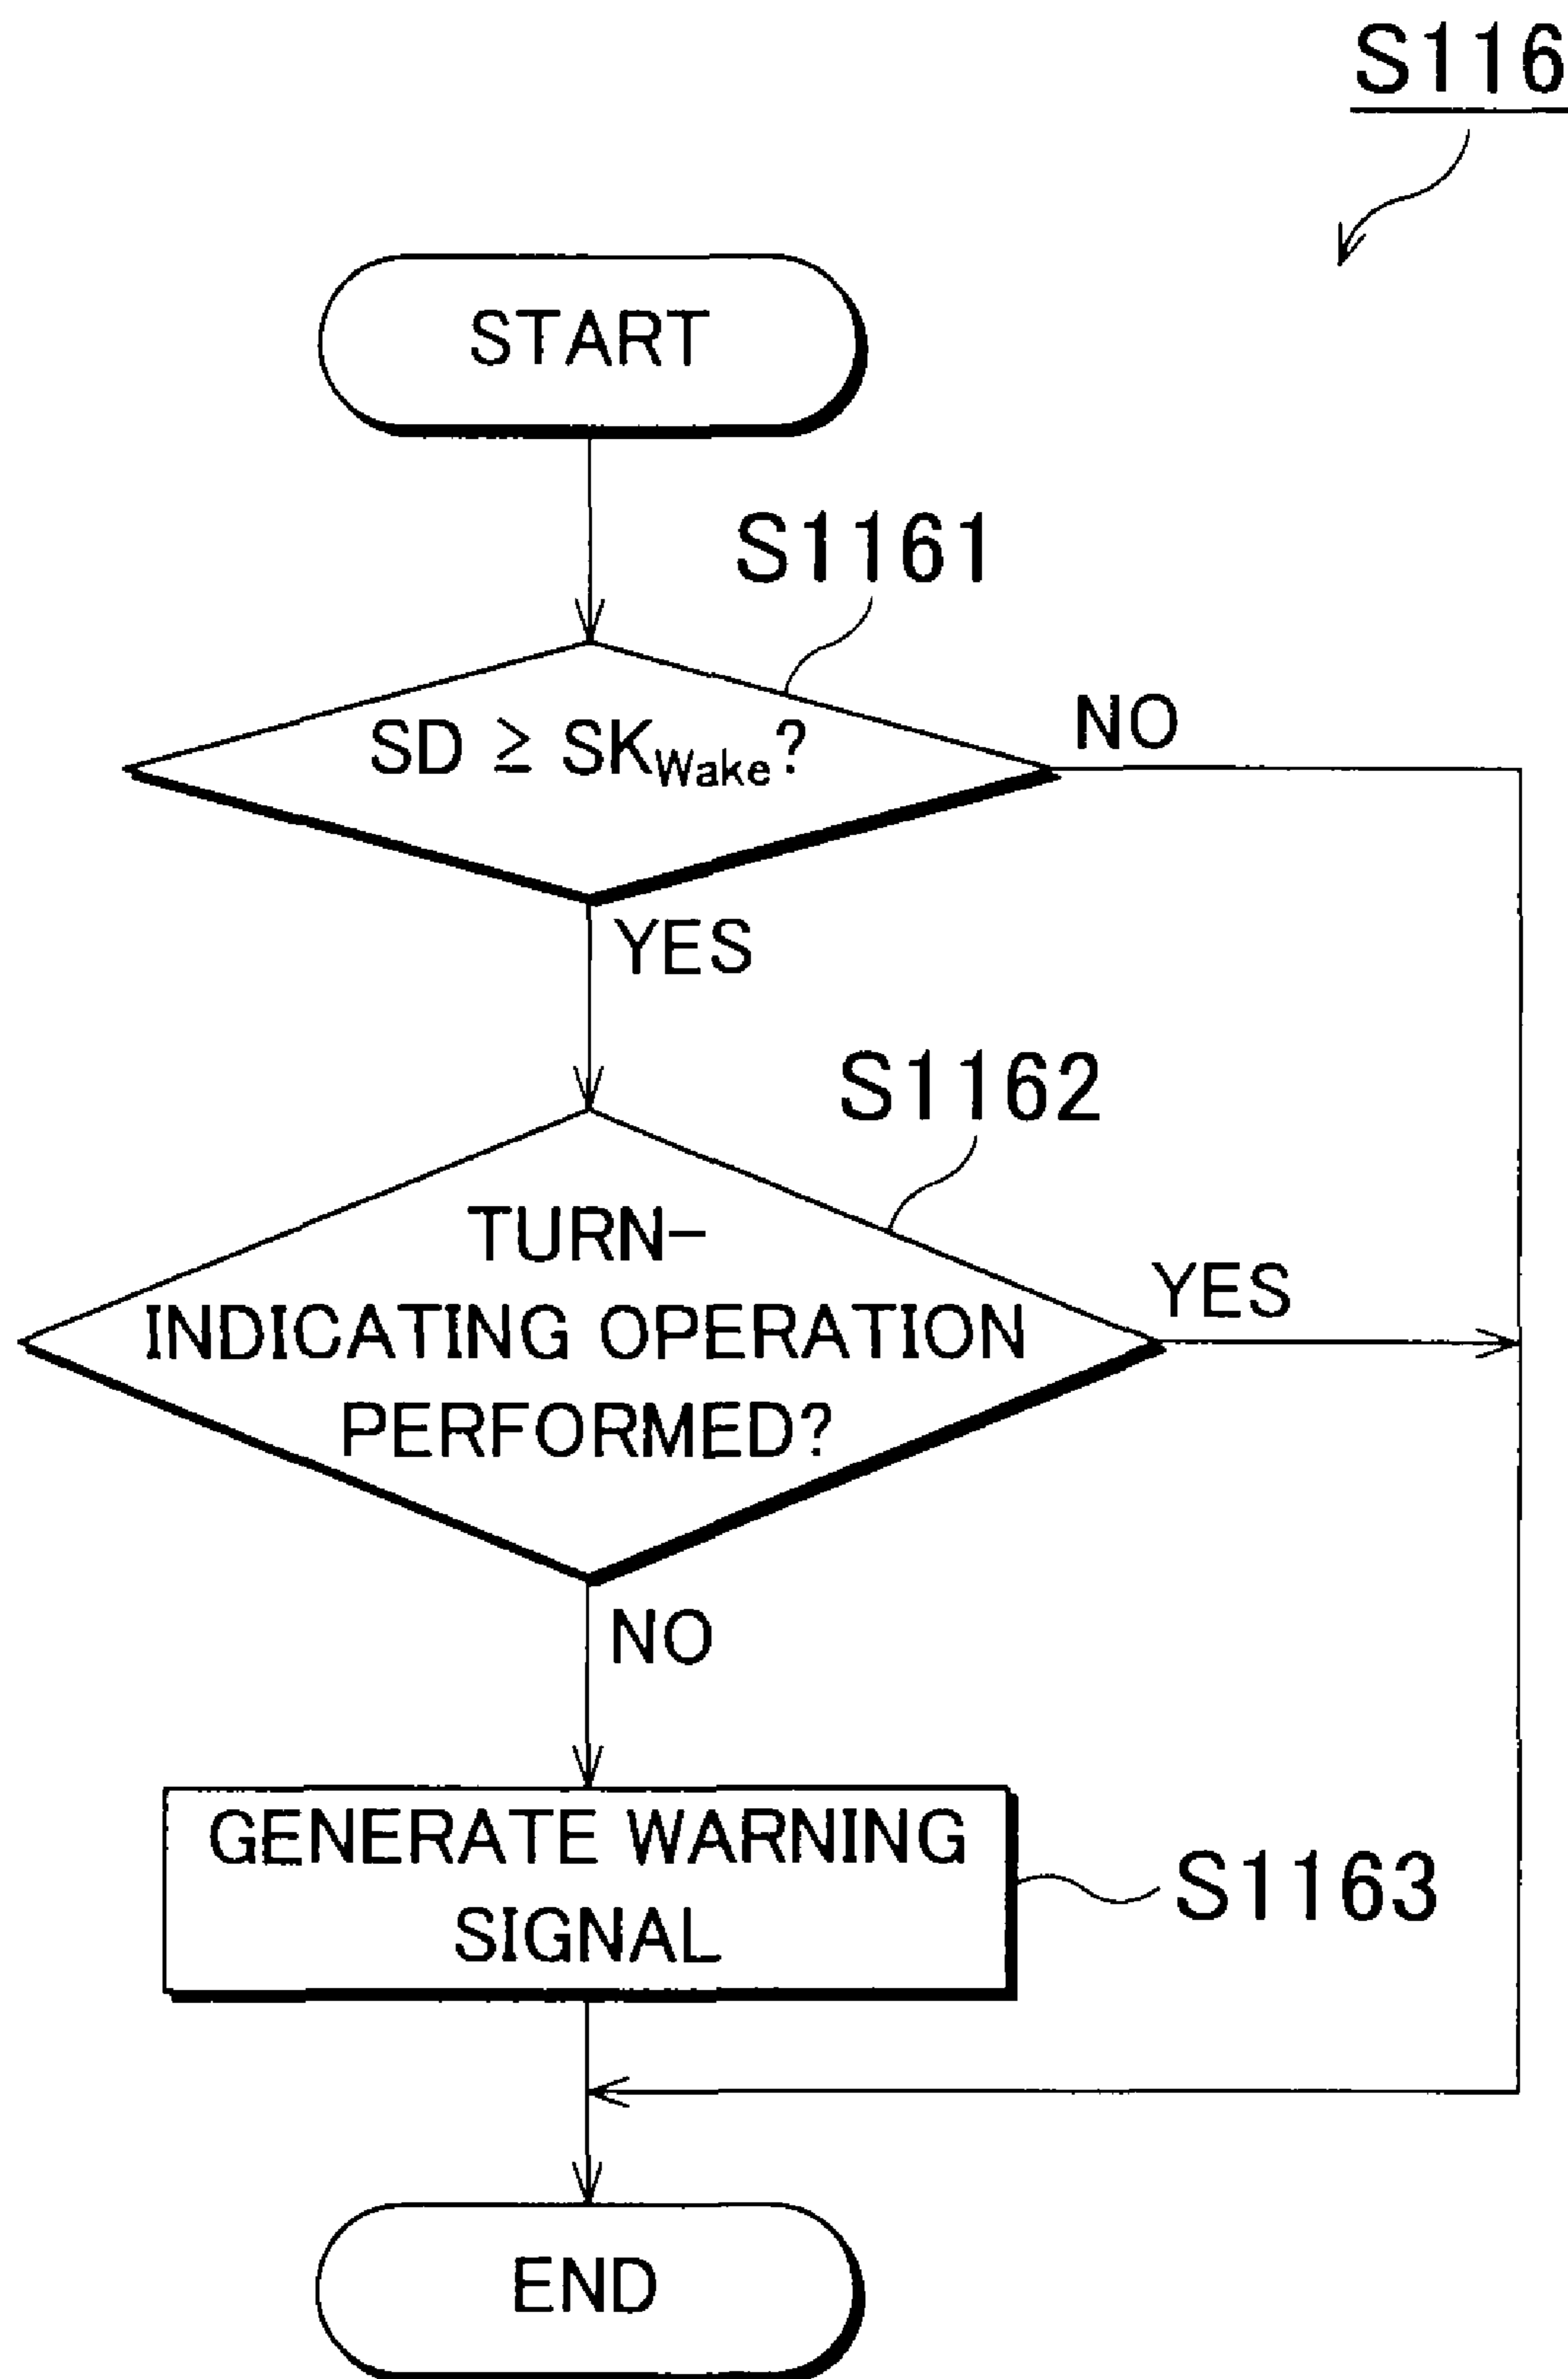 S116
START
S1161
SD ≥ SKWake?
NO
YES
S1162
TURN-
INDICATING OPERATION
PERFORMED?
YES
NO
GENERATE WARNING
SIGNAL
S1163
END